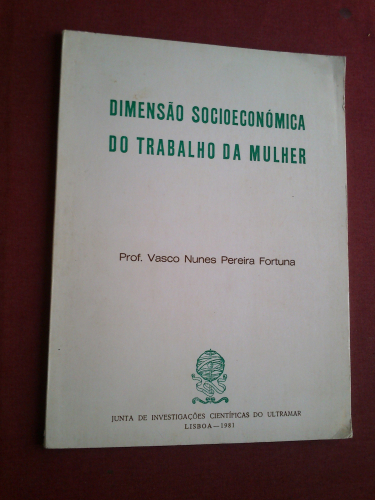 DIMENSÃO SOCIOECONÓMICA
DO TRABALHO DA MULHER
Prof. Vasco Nunes Pereira Fortuna
JUNTA DE INVESTIGAÇÕES CIENTÍFICAS DO ULTRAMAR
LISBOA — 1981